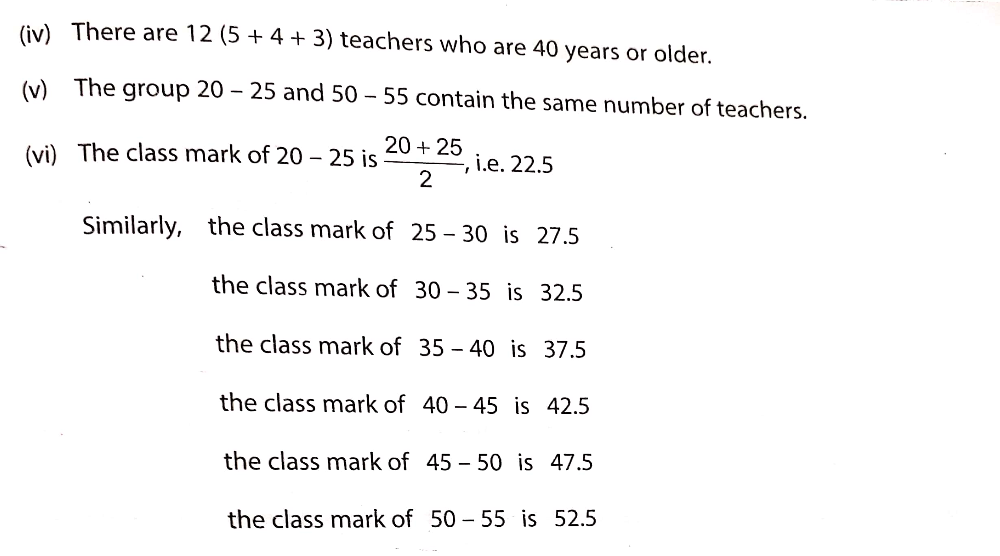 (iv) There are 12 (5 + 4 + 3) teachers who are 40 years or older.
(v) The group 20 – 25 and 50 – 55 contain the same number of teachers.
(vi) The class mark of 20 – 25 is \frac{20 + 25}{2}, i.e. 22.5
Similarly, the class mark of 25 – 30 is 27.5
the class mark of 30 – 35 is 32.5
the class mark of 35 – 40 is 37.5
the class mark of 40 – 45 is 42.5
the class mark of 45 – 50 is 47.5
the class mark of 50 – 55 is 52.5